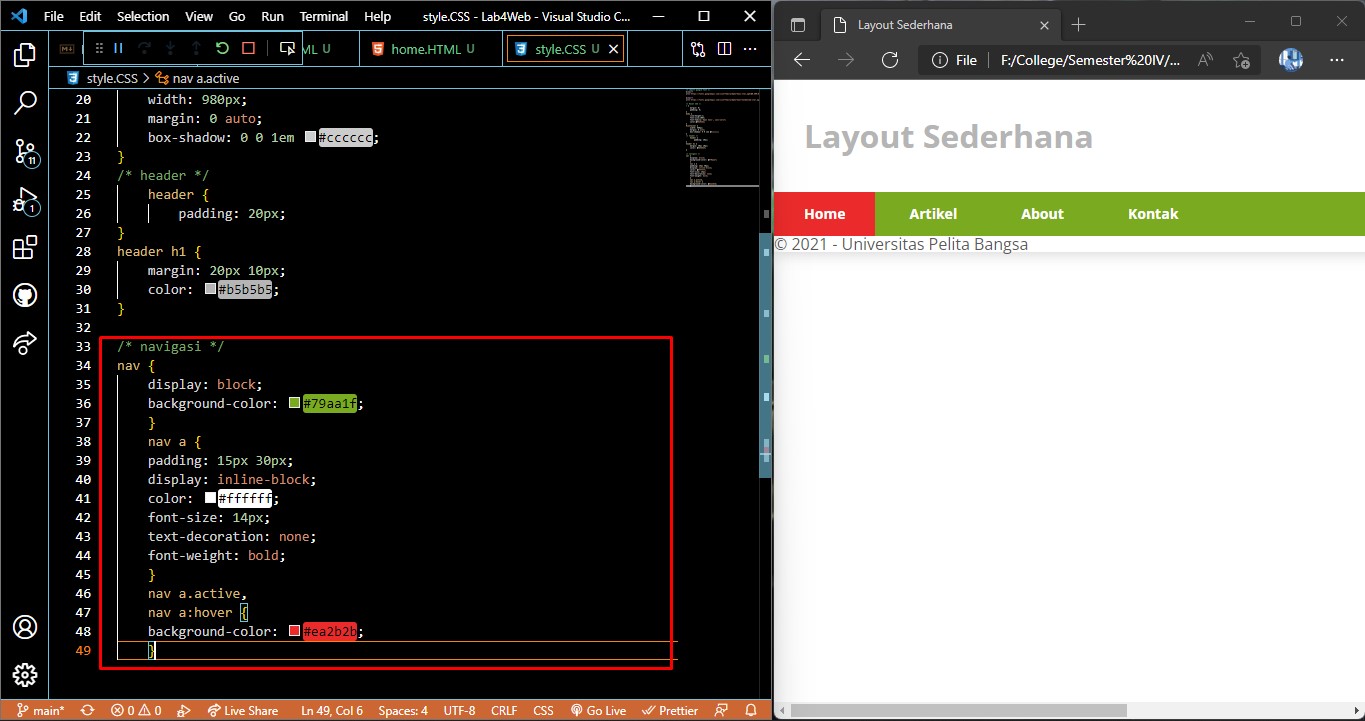 File Edit Selection View Go Run Terminal Help style.CSS - Lab4Web - Visual Studio C...
ML U home.HTML U style.CSS U
style.CSS > nav a.active
20 width: 980px;
21 margin: 0 auto;
22 box-shadow: 0 0 1em #cccccc;
23 }
24 /* header */
25 header {
26 padding: 20px;
27 }
28 header h1 {
29 margin: 20px 10px;
30 color: #b5b5b5;
31 }
32
33 /* navigasi */
34 nav {
35 display: block;
36 background-color: #79aa1f;
37 }
38 nav a {
39 padding: 15px 30px;
40 display: inline-block;
41 color: #ffffff;
42 font-size: 14px;
43 text-decoration: none;
44 font-weight: bold;
45 }
46 nav a.active,
47 nav a:hover {
48 background-color: #ea2b2b;
49 }
11
1
main* 0 0 Live Share Ln 49, Col 6 Spaces: 4 UTF-8 CRLF CSS Go Live Prettier
Layout Sederhana
File F:/College/Semester%20IV/...
Layout Sederhana
Home Artikel About Kontak
© 2021 - Universitas Pelita Bangsa